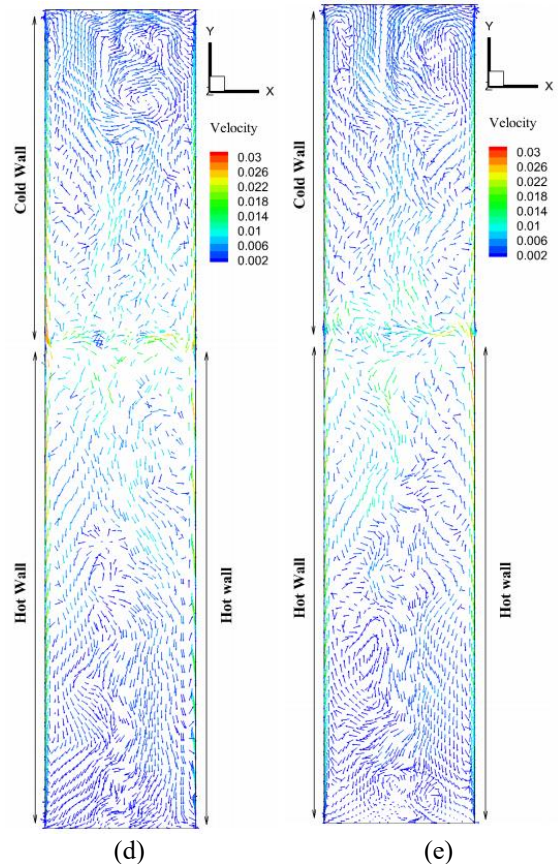 Y
X
Z
Velocity
0.03
0.026
0.022
0.018
0.014
0.01
0.006
0.002
Cold Wall
Hot Wall
Hot wall
(d)
Y
X
Z
Velocity
0.03
0.026
0.022
0.018
0.014
0.01
0.006
0.002
Cold Wall
Hot Wall
Hot wall
(e)